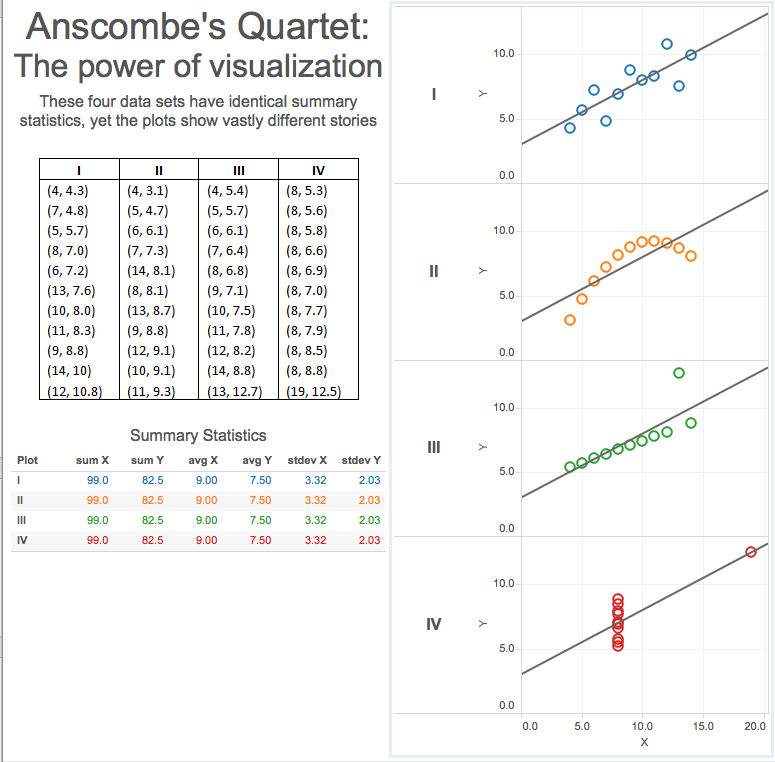 Anscombe's Quartet:
The power of visualization
These four data sets have identical summary
statistics, yet the plots show vastly different stories
I II III IV
(4, 4.3) (4, 3.1) (4, 5.4) (8, 5.3)
(7, 4.8) (5, 4.7) (5, 5.7) (8, 5.6)
(5, 5.7) (6, 6.1) (6, 6.1) (8, 5.8)
(8, 7.0) (7, 7.3) (7, 6.4) (8, 6.6)
(6, 7.2) (14, 8.1) (8, 6.8) (8, 6.9)
(13, 7.6) (8, 8.1) (9, 7.1) (8, 7.0)
(10, 8.0) (13, 8.7) (10, 7.5) (8, 7.7)
(11, 8.3) (9, 8.8) (11, 7.8) (8, 7.9)
(9, 8.8) (12, 9.1) (12, 8.2) (8, 8.5)
(14, 10) (10, 9.1) (14, 8.8) (8, 8.8)
(12, 10.8) (11, 9.3) (13, 12.7) (19, 12.5)
Summary Statistics
Plot sum X sum Y avg X avg Y stdev X stdev Y
I 99.0 82.5 9.00 7.50 3.32 2.03
II 99.0 82.5 9.00 7.50 3.32 2.03
III 99.0 82.5 9.00 7.50 3.32 2.03
IV 99.0 82.5 9.00 7.50 3.32 2.03
10.0
I Y
5.0
0.0
10.0
II Y
5.0
0.0
10.0
III Y
5.0
0.0
10.0
IV Y
5.0
0.0
0.0 5.0 10.0 15.0 20.0
X